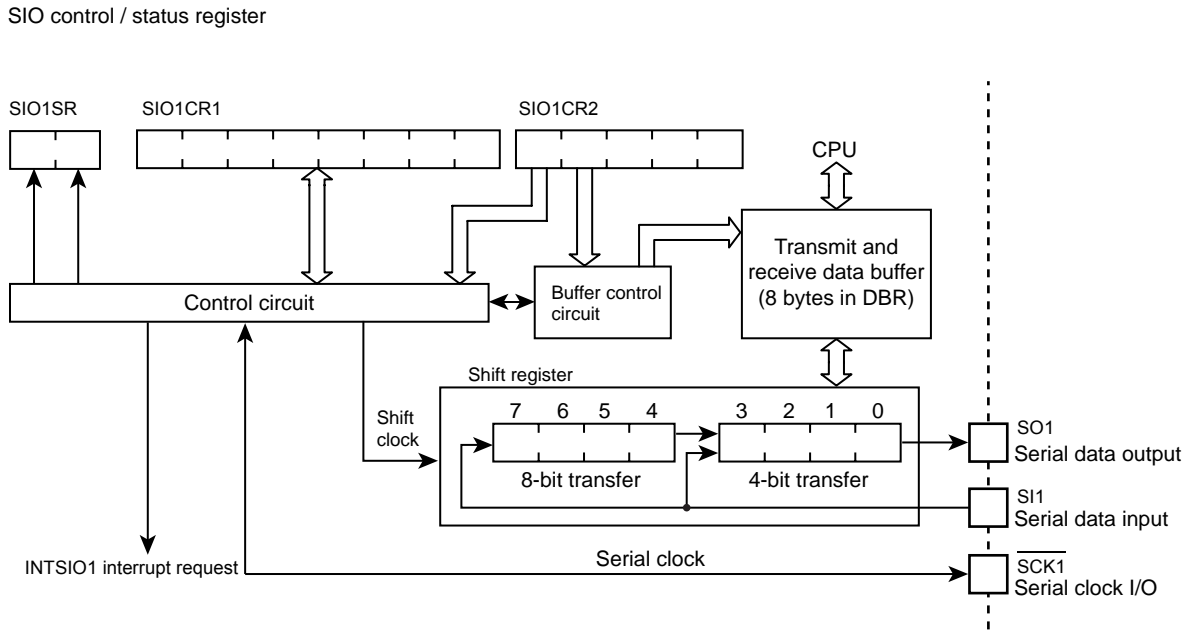 SIO control / status register
SIO1SR
SIO1CR1
SIO1CR2
CPU
Transmit and
receive data buffer
(8 bytes in DBR)
Control circuit
Buffer control
circuit
Shift register
Shift
clock
7 6 5 4 3 2 1 0
8-bit transfer
4-bit transfer
SO1
Serial data output
SI1
Serial data input
INTSIO1 interrupt request
Serial clock
SCK1
Serial clock I/O